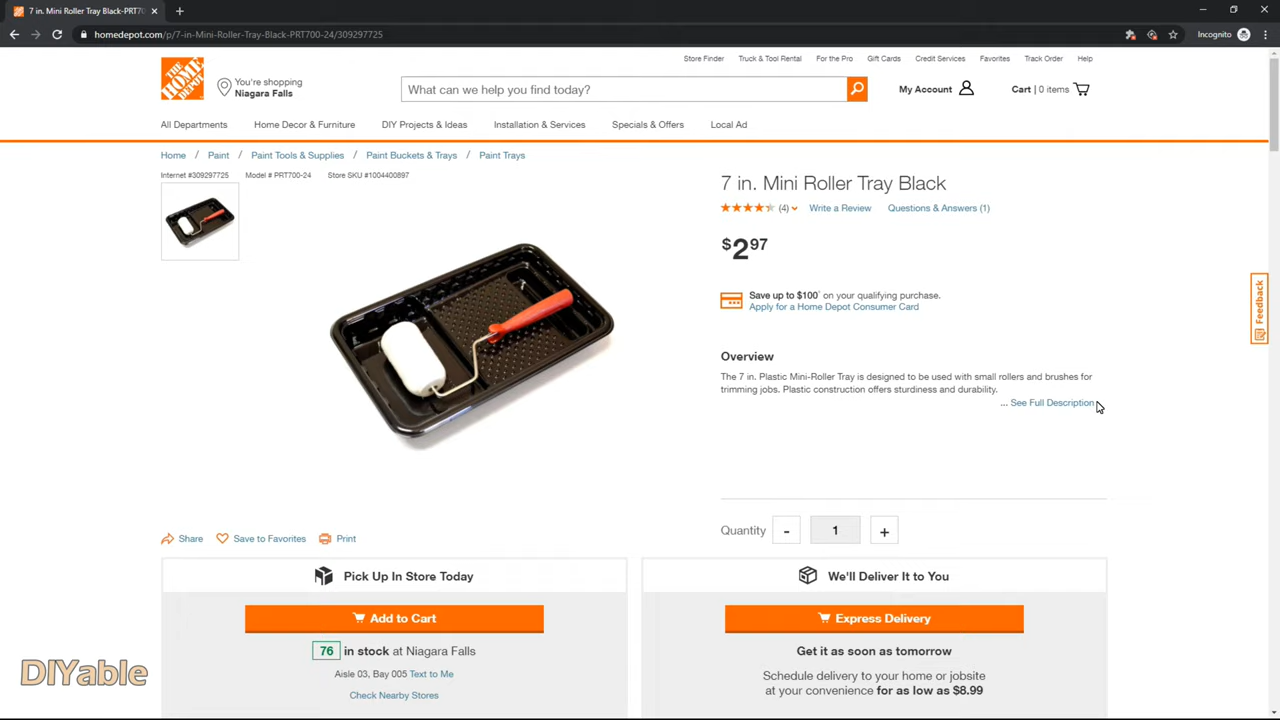 7 in. Mini Roller Tray Black-PRT70
homedepot.com/p/7-in-Mini-Roller-Tray-Black-PRT700-24/309297725
Incognito
Store Finder
Truck & Tool Rental
For the Pro
Gift Cards
Credit Services
Favorites
Track Order
Help
THE HOME DEPOT
You're shopping
Niagara Falls
What can we help you find today?
My Account
Cart | 0 items
All Departments
Home Decor & Furniture
DIY Projects & Ideas
Installation & Services
Specials & Offers
Local Ad
Home / Paint / Paint Tools & Supplies / Paint Buckets & Trays / Paint Trays
Internet #309297725 Model # PRT700-24 Store SKU #1004400897
7 in. Mini Roller Tray Black
(4) Write a Review Questions & Answers (1)
$2 97
Save up to $100° on your qualifying purchase.
Apply for a Home Depot Consumer Card
Feedback
Overview
The 7 in. Plastic Mini-Roller Tray is designed to be used with small rollers and brushes for
trimming jobs. Plastic construction offers sturdiness and durability.
... See Full Description
Quantity - 1 +
Share Save to Favorites Print
Pick Up In Store Today
Add to Cart
76 in stock at Niagara Falls
Aisle 03, Bay 005 Text to Me
Check Nearby Stores
We'll Deliver It to You
Express Delivery
Get it as soon as tomorrow
Schedule delivery to your home or jobsite
at your convenience for as low as $8.99
DIYable